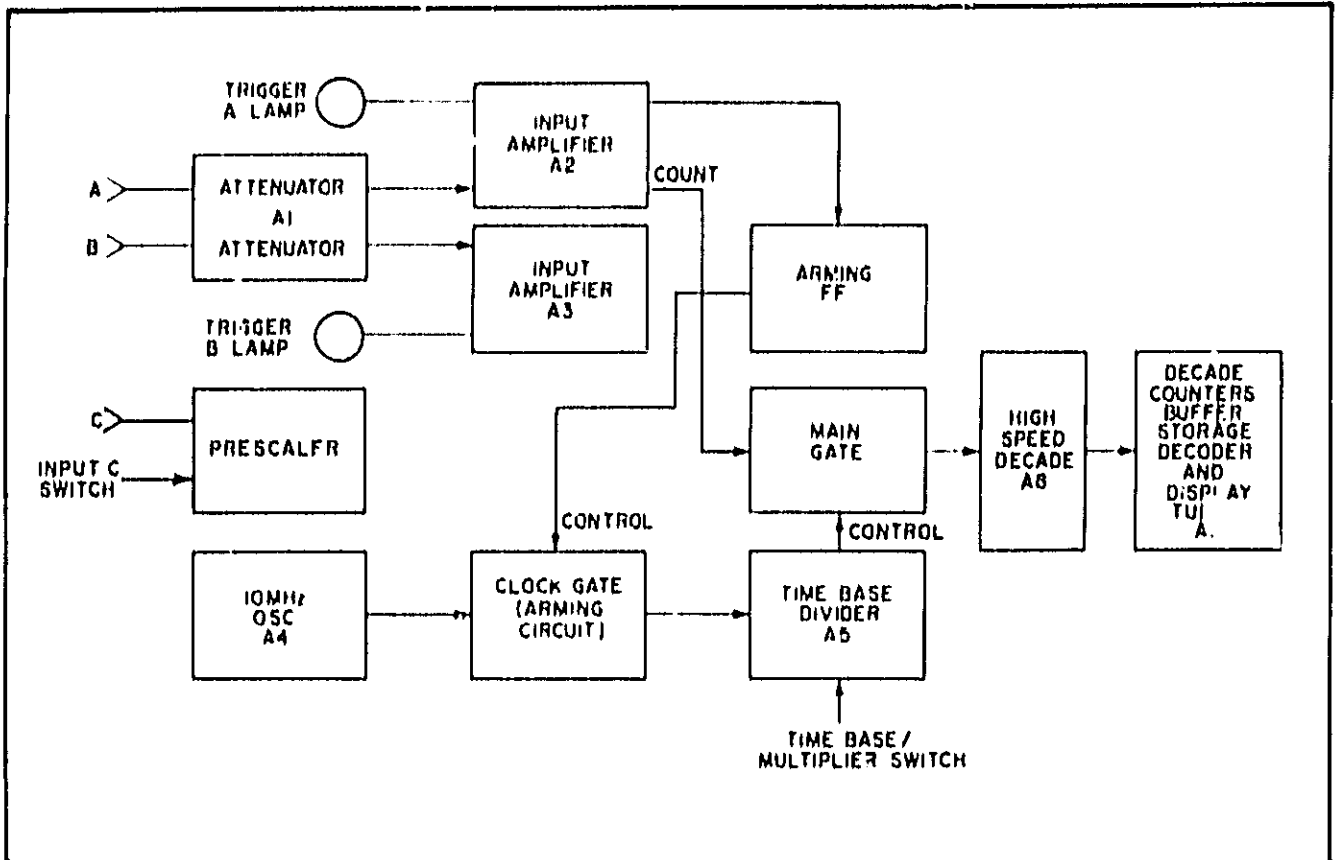 TRIGGER
A LAMP
INPUT
AMPLIFIER
A2
COUNT
A
ATTENUATOR
A1
B
ATTENUATOR
INPUT
AMPLIFIER
A3
ARMING
FF
TRIGGER
B LAMP
C
PRESCALER
INPUT C
SWITCH
MAIN
GATE
HIGH
SPEED
DECADE
A6
DECADE
COUNTERS
BUFFER
STORAGE
DECODER
AND
DISPLAY
CONTROL
CONTROL
10MHz
OSC
A4
CLOCK GATE
(ARMING
CIRCUIT)
TIME BASE
DIVIDER
A5
TIME BASE/
MULTIPLIER SWITCH